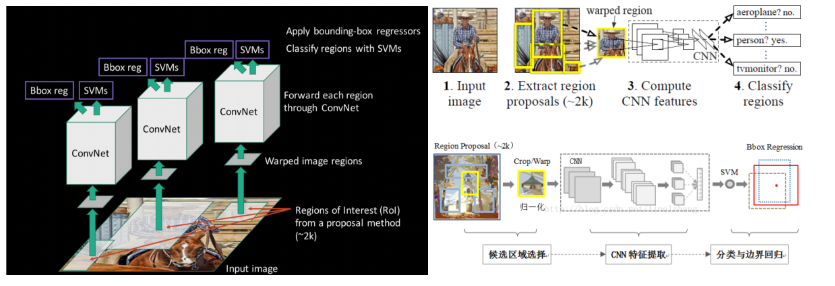 Apply bounding-box regressors
Classify regions with SVMs
Bbox reg
SVMs
Bbox reg
SVMs
Bbox reg
SVMs
ConvNet
ConvNet
ConvNet
Forward each region
through ConvNet
Warped image regions
Regions of Interest (RoI)
from a proposal method
(~2k)
Input image
warped region
aeroplane? no.
person? yes.
tvmonitor? no.
CNN
1. Input
image
2. Extract region
proposals (~2k)
3. Compute
CNN features
4. Classify
regions
Region Proposal（~2k）
Crop/Warp
归一化
CNN
SVM
Bbox Regression
候选区域选择
CNN 特征提取
分类与边界回归